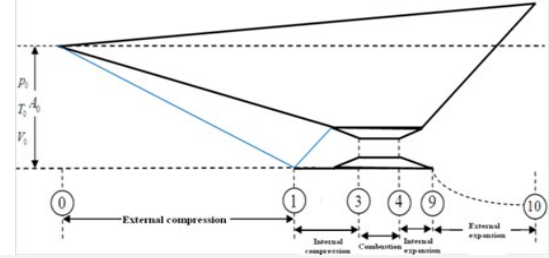 p₀
T₀ A₀
V₀
0 1 3 4 9 10
External compression
Internal
compression
Combustion
Internal
expansion
External
expansion